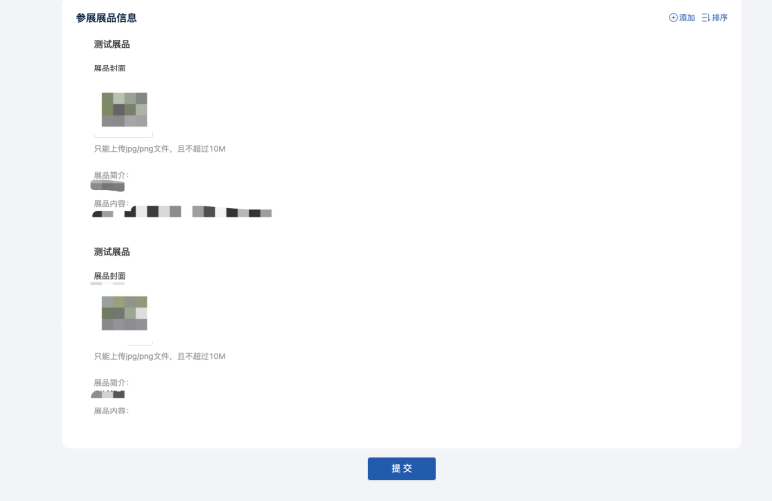 参展展品信息
添加 排序
测试展品
展品封面
只能上传jpg/png文件，且不超过10M
展品简介：
展品内容：
测试展品
展品封面
只能上传jpg/png文件，且不超过10M
展品简介：
展品内容：
提交